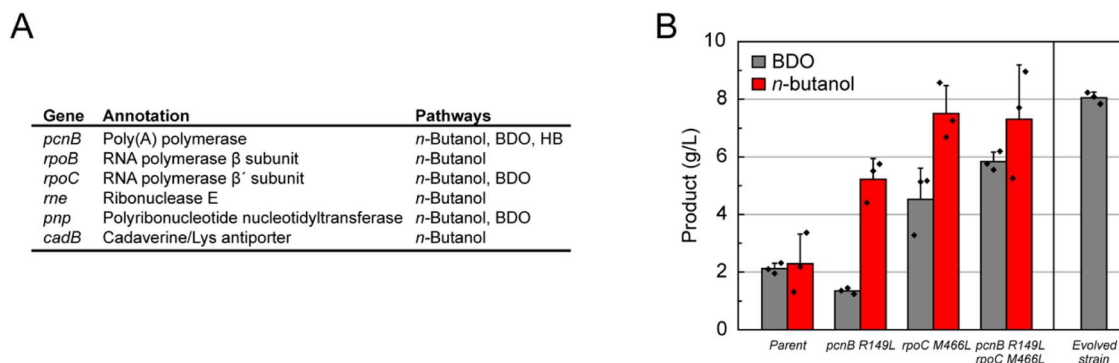 A
Gene Annotation Pathways
pcnB Poly(A) polymerase n-Butanol, BDO, HB
rpoB RNA polymerase β subunit n-Butanol
rpoC RNA polymerase β´ subunit n-Butanol, BDO
rne Ribonuclease E n-Butanol
pnp Polyribonucleotide nucleotidyltransferase n-Butanol, BDO
cadB Cadaverine/Lys antiporter n-Butanol
B
Product (g/L)
10
8
6
4
2
0
BDO
n-butanol
Parent
pcnB R149L
rpoC M466L
pcnB R149L
rpoC M466L
Evolved
strain